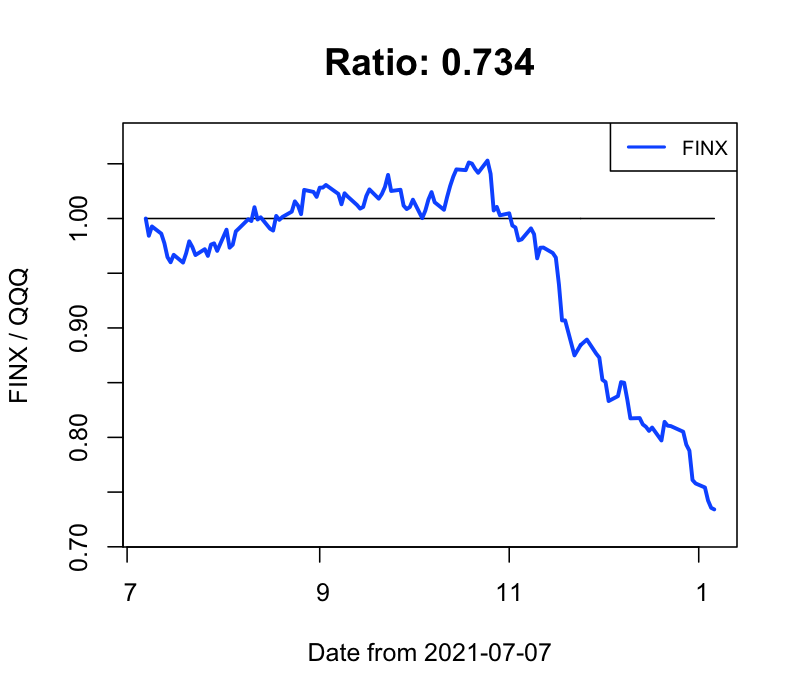 Ratio: 0.734
FINX
FINX / QQQ
1.00
0.90
0.80
0.70
7 9 11 1
Date from 2021-07-07